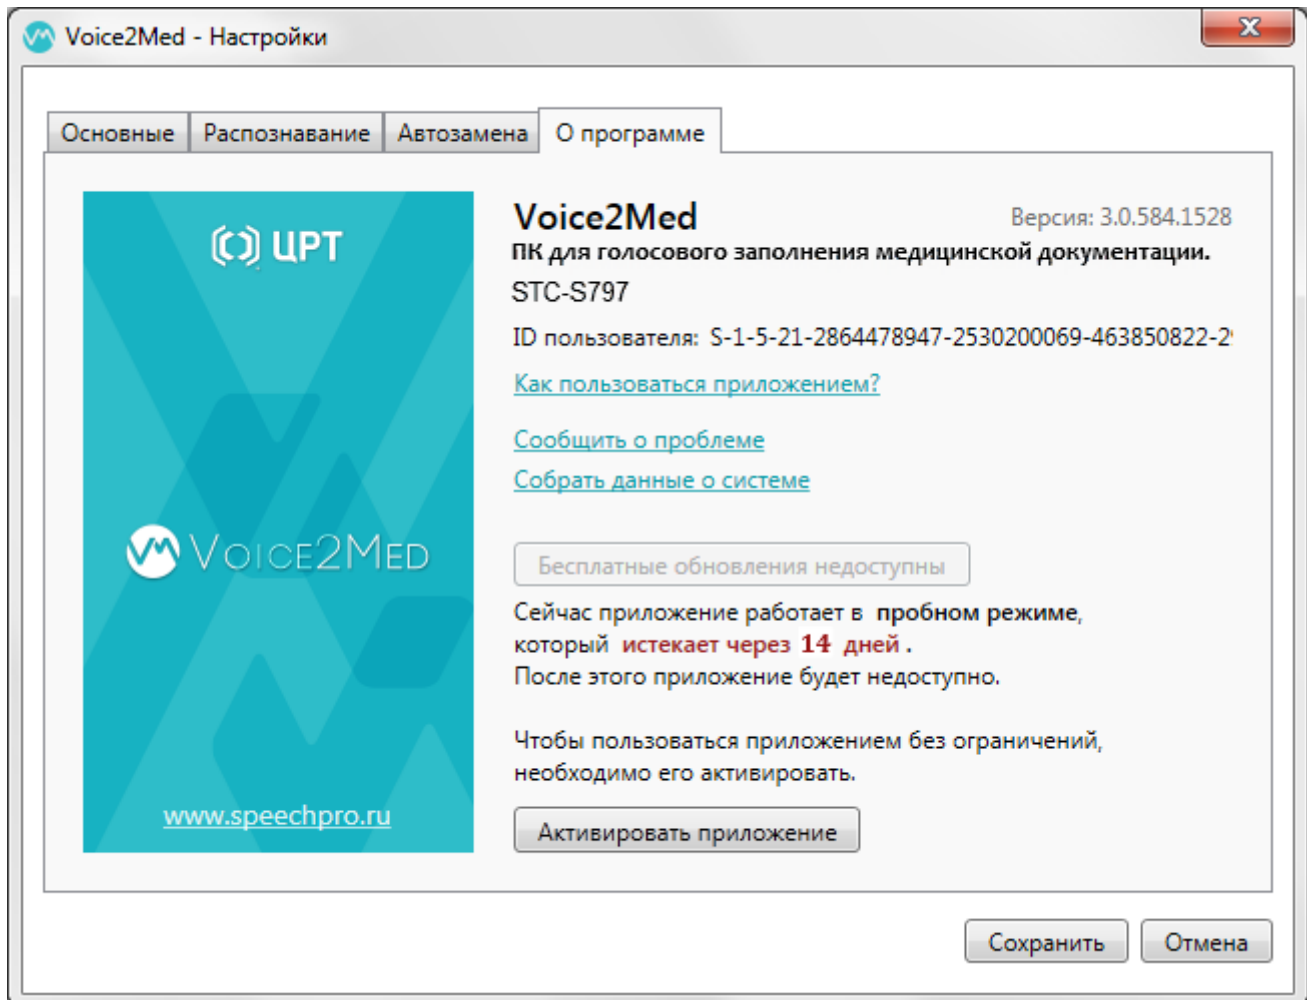 Voice2Med - Настройки
Основные
Распознавание
Автозамена
О программе
ЦРТ
VOICE2MED
www.speechpro.ru
Voice2Med
Версия: 3.0.584.1528
ПК для голосового заполнения медицинской документации.
STC-S797
ID пользователя: S-1-5-21-2864478947-2530200069-463850822-2
Как пользоваться приложением?
Сообщить о проблеме
Собрать данные о системе
Бесплатные обновления недоступны
Сейчас приложение работает в пробном режиме,
который истекает через 14 дней .
После этого приложение будет недоступно.
Чтобы пользоваться приложением без ограничений,
необходимо его активировать.
Активировать приложение
Сохранить
Отмена